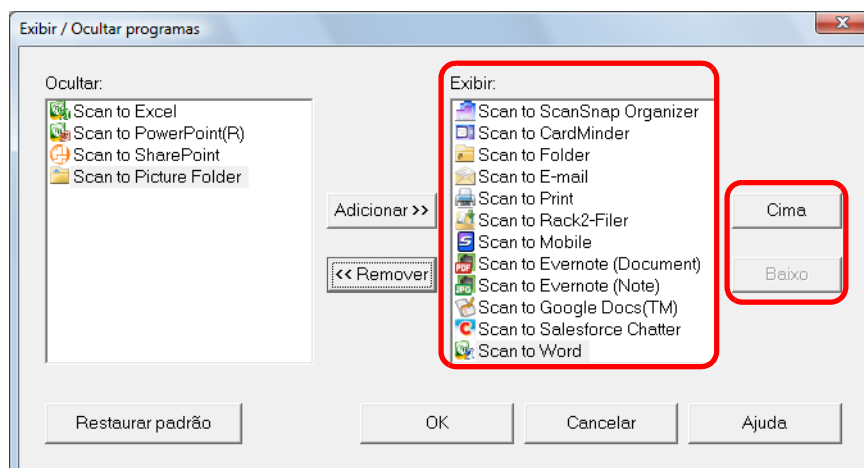 Exibir / Ocultar programas
Ocultar:
Scan to Excel
Scan to PowerPoint(R)
Scan to SharePoint
Scan to Picture Folder
Adicionar >>
<< Remover
Exibir:
Scan to ScanSnap Organizer
Scan to CardMinder
Scan to Folder
Scan to E-mail
Scan to Print
Scan to Rack2-Filer
Scan to Mobile
Scan to Evernote (Document)
Scan to Evernote (Note)
Scan to Google Docs(TM)
Scan to Salesforce Chatter
Scan to Word
Cima
Baixo
Restaurar padrão
OK
Cancelar
Ajuda